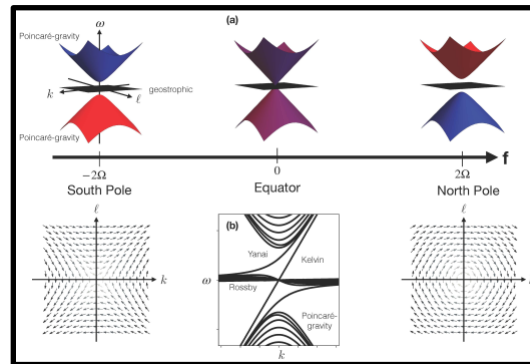 Poincaré-gravity
ω
(a)
k
ℓ
geostrophic
Poincaré-gravity
f
−2Ω
0
2Ω
South Pole
Equator
North Pole
ℓ
k
(b)
Yanai
Kelvin
ω
Rossby
Poincaré-
gravity
k
ℓ
k